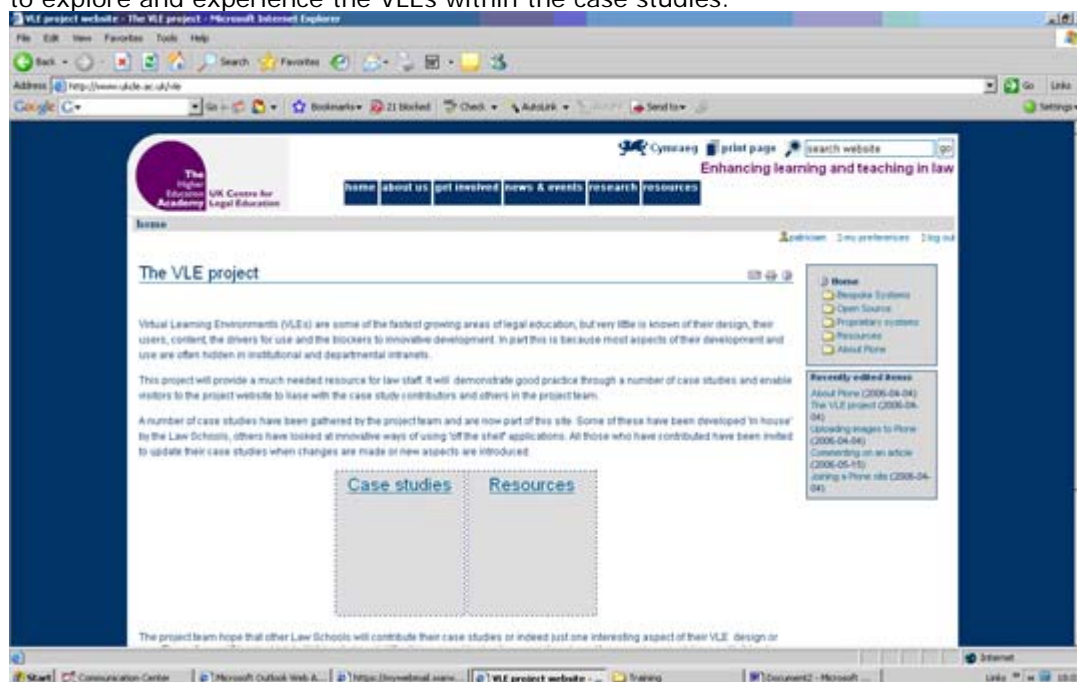 to explore and experience the VLEs within the case studies.
VLE project website - The VLE project - Microsoft Internet Explorer
File Edit View Favorites Tools Help
Back Search Favorites
Address http://www.ukcle.ac.uk/vle Go Links
Google Go Bookmarks 21 blocked Check AutoLink Send to Settings
Cymraeg print page search website go
Enhancing learning and teaching in law
The Higher Education Academy
UK Centre for Legal Education
home about us get involved news & events research resources
home
my preferences log out
The VLE project
Virtual Learning Environments (VLEs) are some of the fastest growing areas of legal education, but very little is known of their design, their
users, content, the drivers for use and the blockers to innovative development. In part this is because most aspects of their development and
use are often hidden in institutional and departmental intranets.
This project will provide a much needed resource for law staff. It will demonstrate good practice through a number of case studies and enable
visitors to the project website to liaise with the case study contributors and others in the project team.
A number of case studies have been gathered by the project team and are now part of this site. Some of these have been developed 'in house'
by the Law Schools, others have looked at innovative ways of using 'off the shelf' applications. All those who have contributed have been invited
to update their case studies when changes are made or new aspects are introduced.
Case studies Resources
The project team hope that other Law Schools will contribute their case studies or indeed just one interesting aspect of their VLE design or
Home
Bespoke Systems
Open Source
Proprietary systems
Resources
About Plone
Recently edited items
About Plone (2006-04-04)
The VLE project (2006-04-
04)
Uploading images to Plone
(2006-04-04)
Commenting on an article
(2006-05-15)
Joining a Plone site (2006-04-
04)
Internet
Start Communication Center Microsoft Outlook Web A... VLE project website - ... Training Document2 - Microsoft ... Links